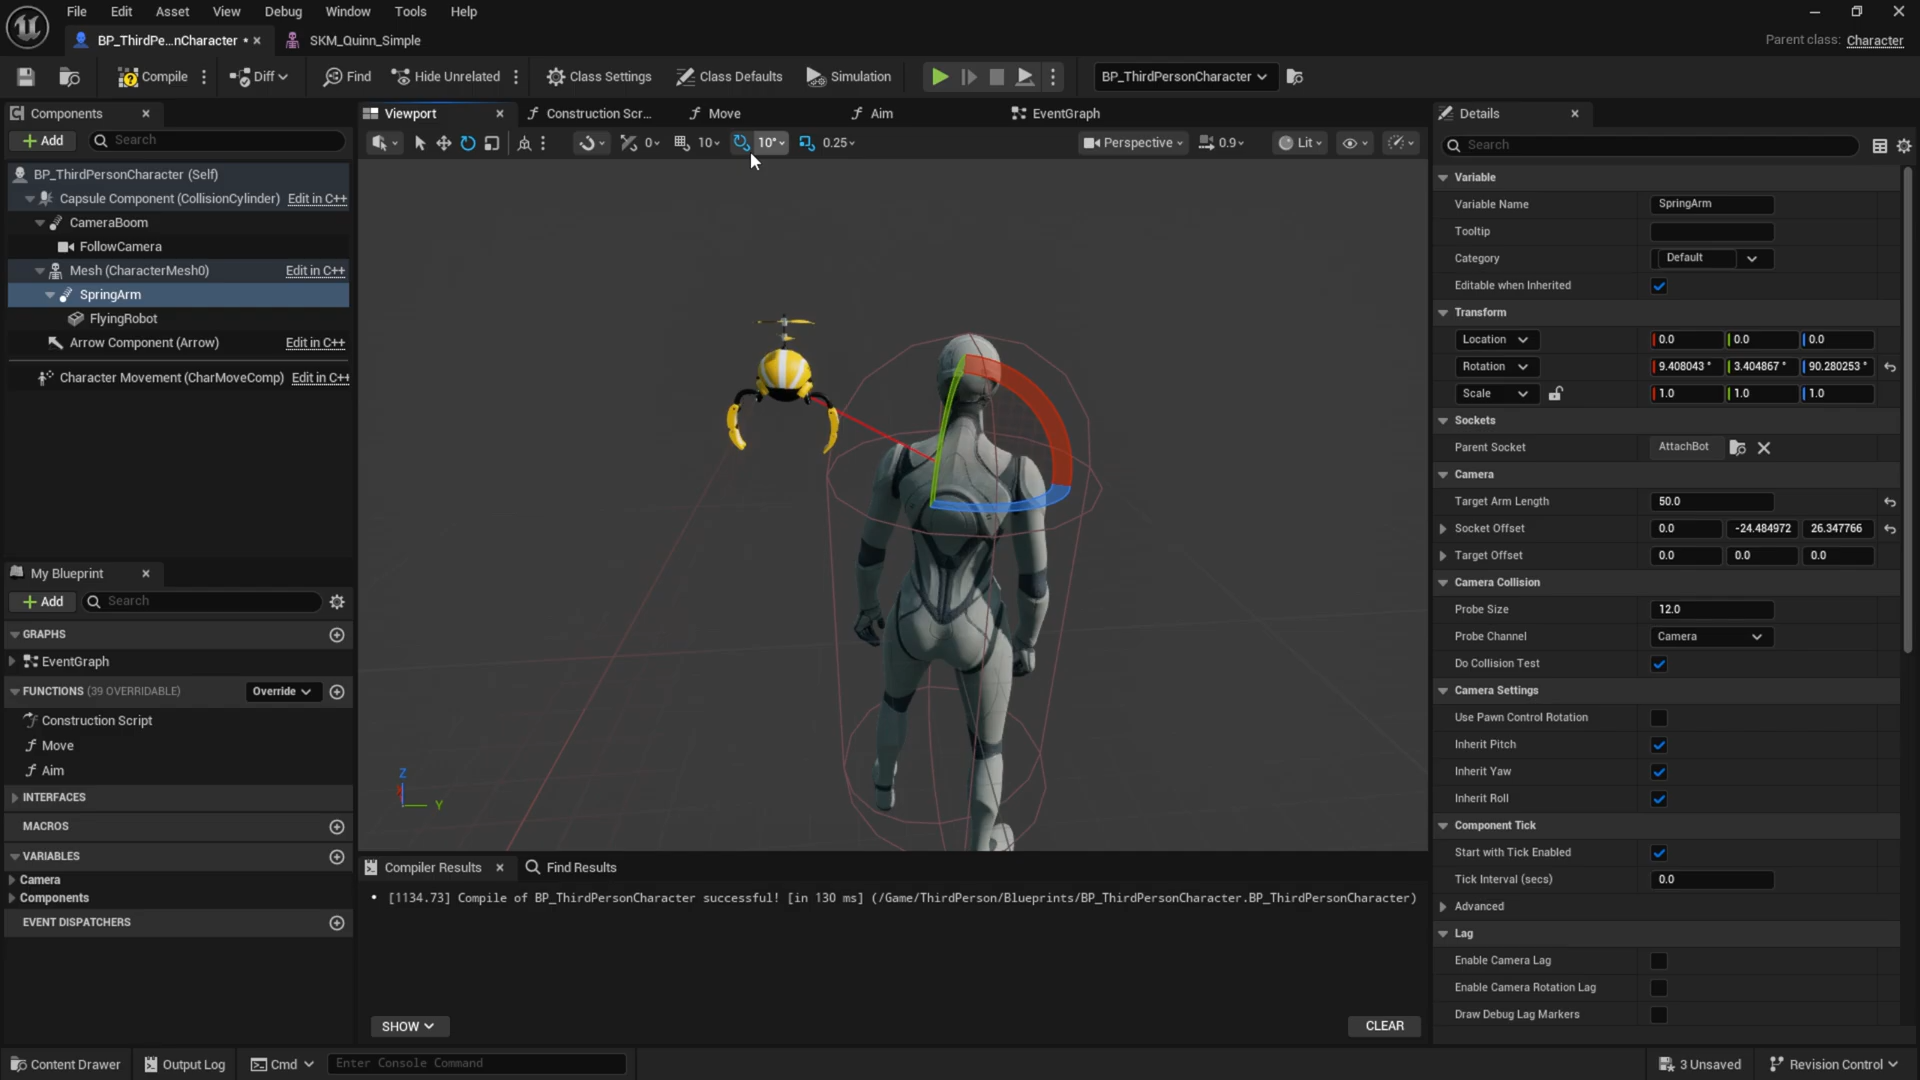 File Edit Asset View Debug Window Tools Help
BP_ThirdPe…nCharacter • SKM_Quinn_Simple Parent class: Character
Compile Diff Find Hide Unrelated Class Settings Class Defaults Simulation BP_ThirdPersonCharacter
Components
Add Search
BP_ThirdPersonCharacter (Self)
Capsule Component (CollisionCylinder) Edit in C++
CameraBoom
FollowCamera
Mesh (CharacterMesh0) Edit in C++
SpringArm
FlyingRobot
Arrow Component (Arrow) Edit in C++
Character Movement (CharMoveComp) Edit in C++
My Blueprint
Add Search
GRAPHS
EventGraph
FUNCTIONS (39 OVERRIDABLE) Override
Construction Script
Move
Aim
INTERFACES
MACROS
VARIABLES
Camera
Components
EVENT DISPATCHERS
Viewport Construction Scr… Move Aim EventGraph
0 10 10° 0.25 Perspective 0.9 Lit
Z
Y
Compiler Results Find Results
[1134.73] Compile of BP_ThirdPersonCharacter successful! [in 130 ms] (/Game/ThirdPerson/Blueprints/BP_ThirdPersonCharacter.BP_ThirdPersonCharacter)
SHOW CLEAR
Details
Search
Variable
Variable Name SpringArm
Tooltip
Category Default
Editable when Inherited
Transform
Location 0.0 0.0 0.0
Rotation 9.408043 ° 3.404867 ° 90.280253 °
Scale 1.0 1.0 1.0
Sockets
Parent Socket AttachBot
Camera
Target Arm Length 50.0
Socket Offset 0.0 -24.484972 26.347766
Target Offset 0.0 0.0 0.0
Camera Collision
Probe Size 12.0
Probe Channel Camera
Do Collision Test
Camera Settings
Use Pawn Control Rotation
Inherit Pitch
Inherit Yaw
Inherit Roll
Component Tick
Start with Tick Enabled
Tick Interval (secs) 0.0
Advanced
Lag
Enable Camera Lag
Enable Camera Rotation Lag
Draw Debug Lag Markers
Content Drawer Output Log Cmd Enter Console Command 3 Unsaved Revision Control